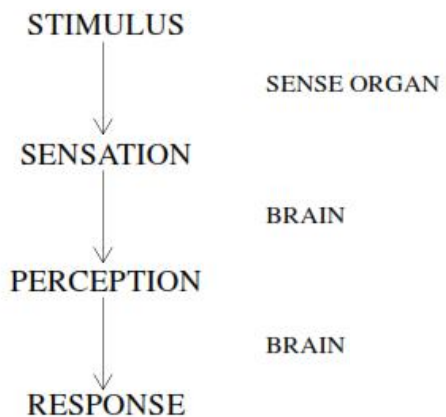 STIMULUS
SENSE ORGAN
SENSATION
BRAIN
PERCEPTION
BRAIN
RESPONSE